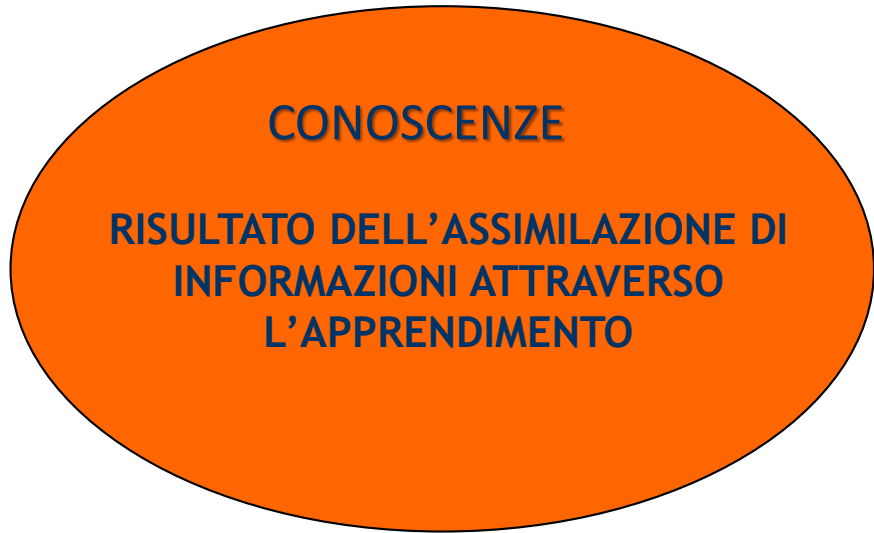 CONOSCENZE
RISULTATO DELL’ASSIMILAZIONE DI
INFORMAZIONI ATTRAVERSO
L’APPRENDIMENTO